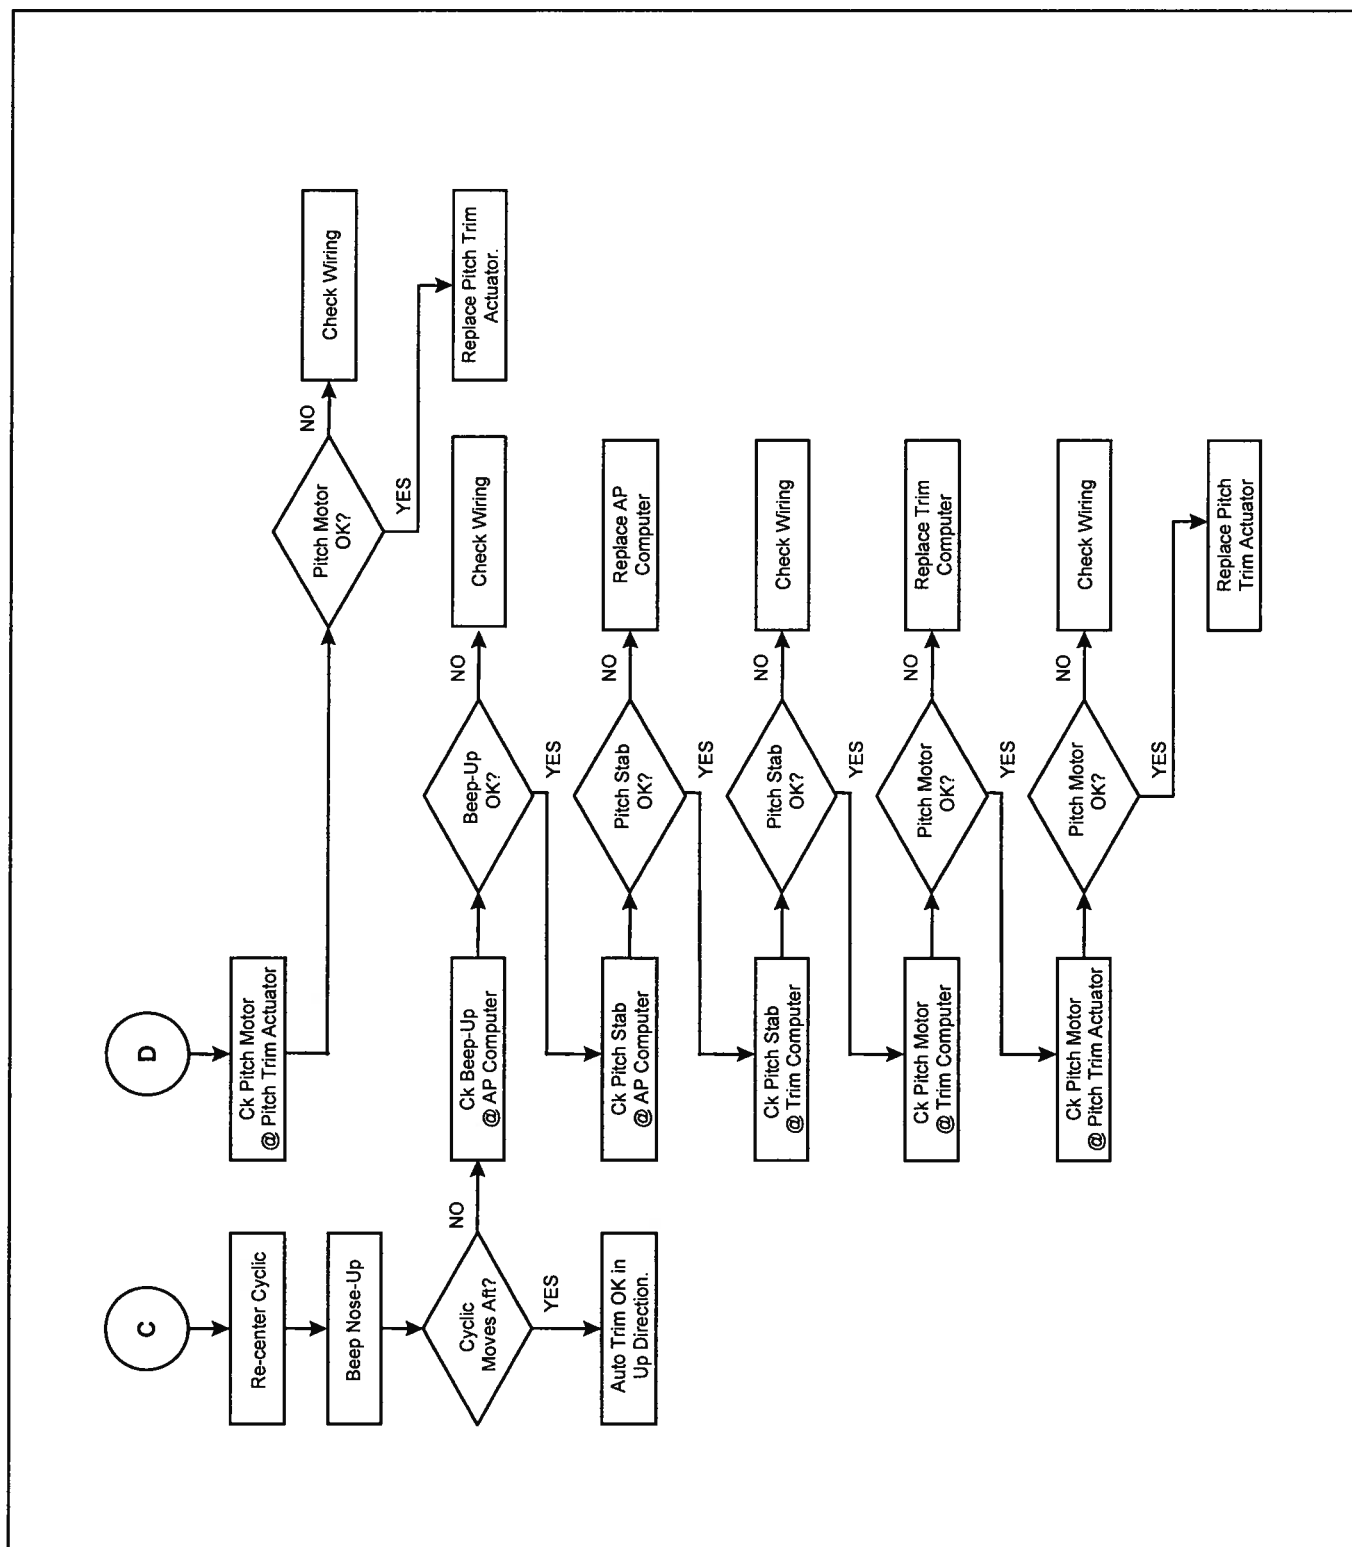 C
Re-center Cyclic
Beep Nose-Up
Cyclic
Moves Aft?
NO
YES
Auto Trim OK in
Up Direction.
D
Ck Pitch Motor
@ Pitch Trim Actuator
Pitch Motor
OK?
NO
Check Wiring
YES
Replace Pitch Trim
Actuator.
Ck Beep-Up
@ AP Computer
Beep-Up
OK?
NO
Check Wiring
YES
Ck Pitch Stab
@ AP Computer
Pitch Stab
OK?
NO
Replace AP
Computer
YES
Ck Pitch Stab
@ Trim Computer
Pitch Stab
OK?
NO
Check Wiring
YES
Ck Pitch Motor
@ Trim Computer
Pitch Motor
OK?
NO
Replace Trim
Computer
YES
Ck Pitch Motor
@ Pitch Trim Actuator
Pitch Motor
OK?
NO
Check Wiring
YES
Replace Pitch
Trim Actuator